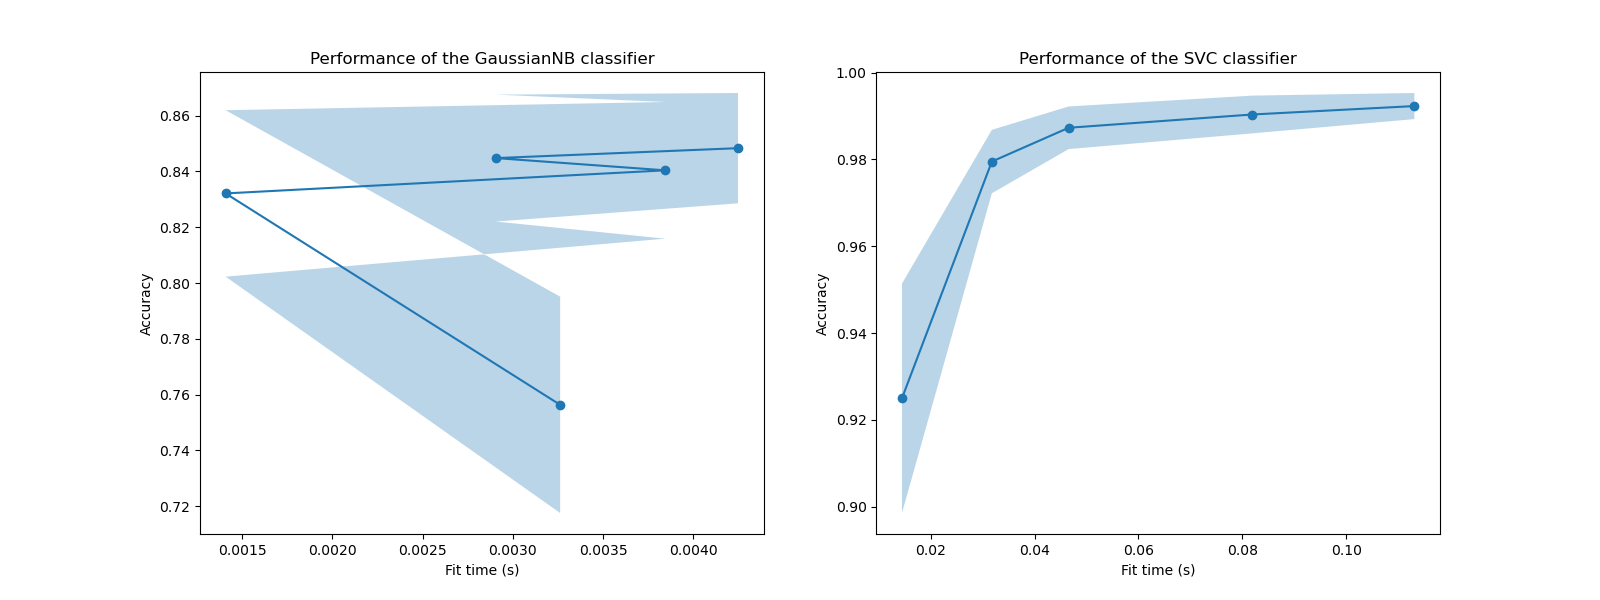 Performance of the GaussianNB classifier
Accuracy
0.86
0.84
0.82
0.80
0.78
0.76
0.74
0.72
0.0015 0.0020 0.0025 0.0030 0.0035 0.0040
Fit time (s)
Performance of the SVC classifier
Accuracy
1.00
0.98
0.96
0.94
0.92
0.90
0.02 0.04 0.06 0.08 0.10
Fit time (s)